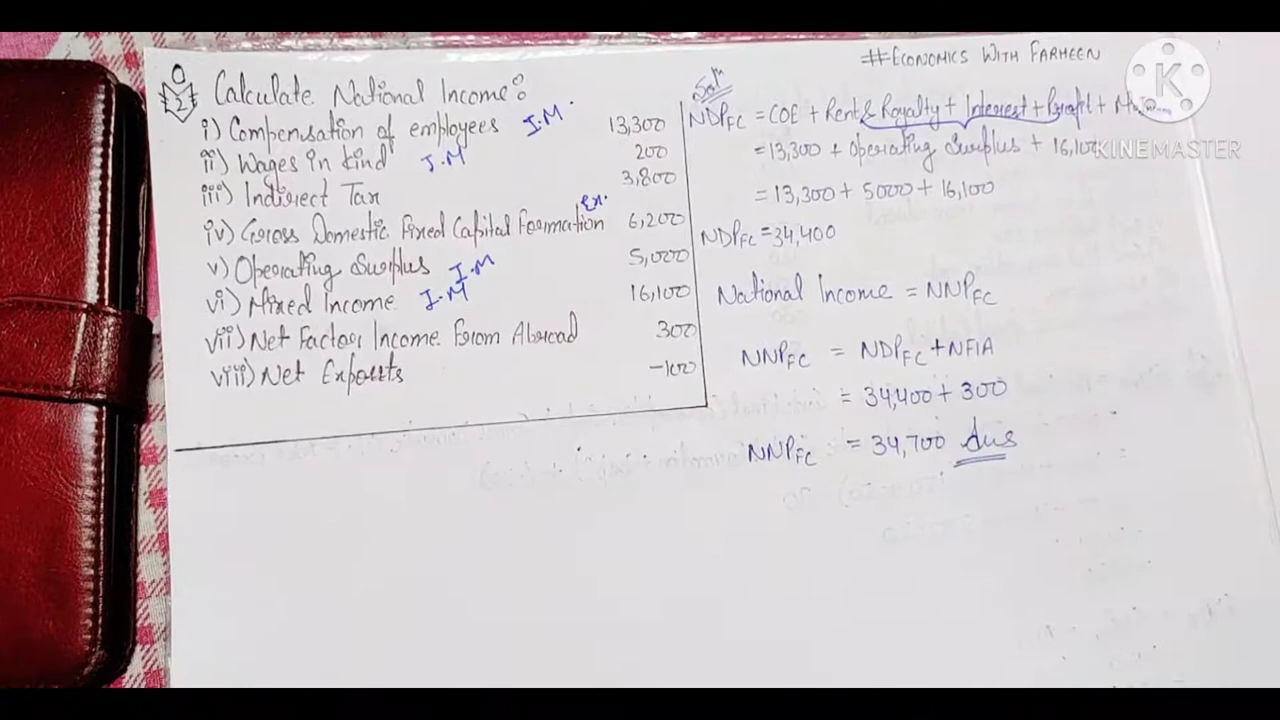 #ECONOMICS WITH FARHEEN
K
KINEMASTER
Q 2 Calculate National Income:
i) Compensation of employees I.M. 13,300
ii) Wages in kind I.M 200
iii) Indirect Tax 3,800
iv) Gross Domestic Fixed Capital Formation Ex. 6,200
v) Operating Surplus I.M 5,000
vi) Mixed Income I.M 16,100
vii) Net Factor Income From Abroad 300
viii) Net Exports -100
Soln
NDPFC = COE + Rent & Royalty + Interest + Profit +
= 13,300 + Operating Surplus + 16,100
= 13,300 + 5000 + 16,100
NDPFC = 34,400
National Income = NNPFC
NNPFC = NDPFC + NFIA
= 34,400 + 300
NNPFC = 34,700 Ans